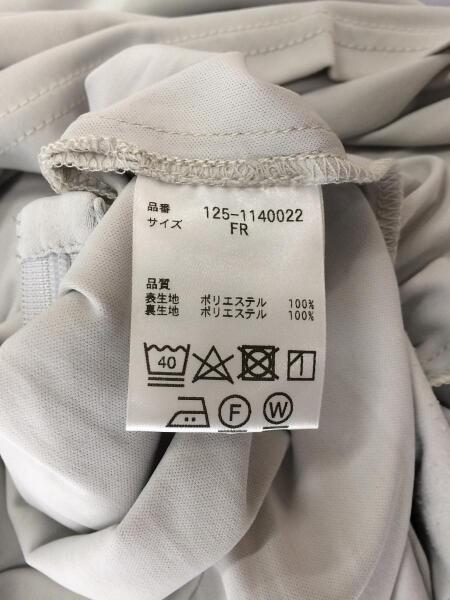 品番 125-1140022
サイズ FR
品質
表生地 ポリエステル 100%
裏生地 ポリエステル 100%
40
F W